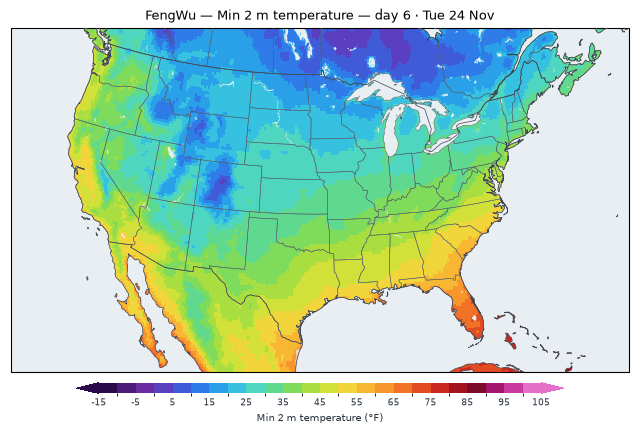 FengWu — Min 2 m temperature — day 6 · Tue 24 Nov
-15 -5 5 15 25 35 45 55 65 75 85 95 105
Min 2 m temperature (°F)